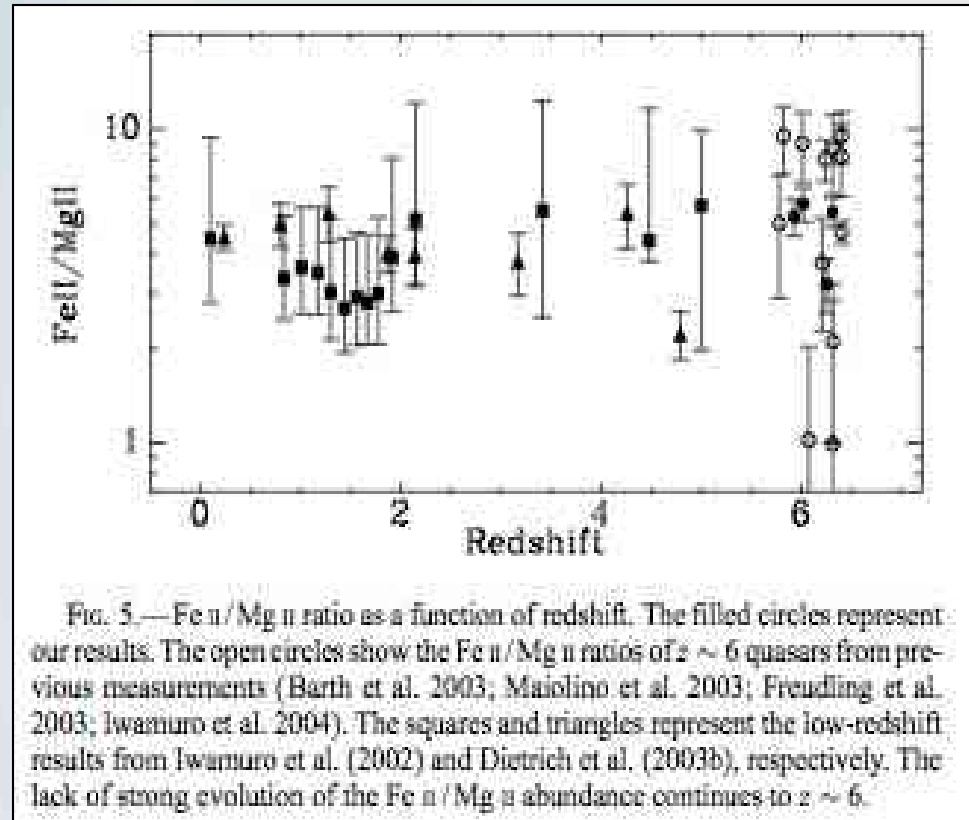 10
1
FeII/MgII
0 2 4 6
Redshift
FIG. 5.—Fe II/Mg II ratio as a function of redshift. The filled circles represent
our results. The open circles show the Fe II/Mg II ratios of z ~ 6 quasars from pre-
vious measurements (Barth et al. 2003; Maiolino et al. 2003; Freudling et al.
2003; Iwamuro et al. 2004). The squares and triangles represent the low-redshift
results from Iwamuro et al. (2002) and Dietrich et al. (2003b), respectively. The
lack of strong evolution of the Fe II/Mg II abundance continues to z ~ 6.